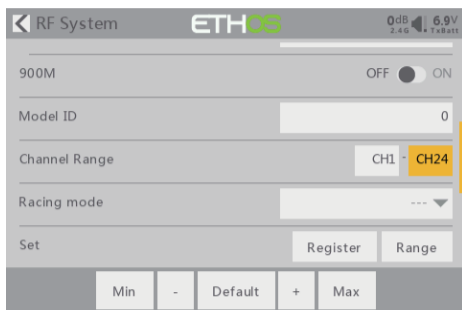 RF System ETHOS 0dB 2.4G 6.9V TxBatt
900M OFF ON
Model ID 0
Channel Range CH1 - CH24
Racing mode ---
Set Register Range
Min - Default + Max